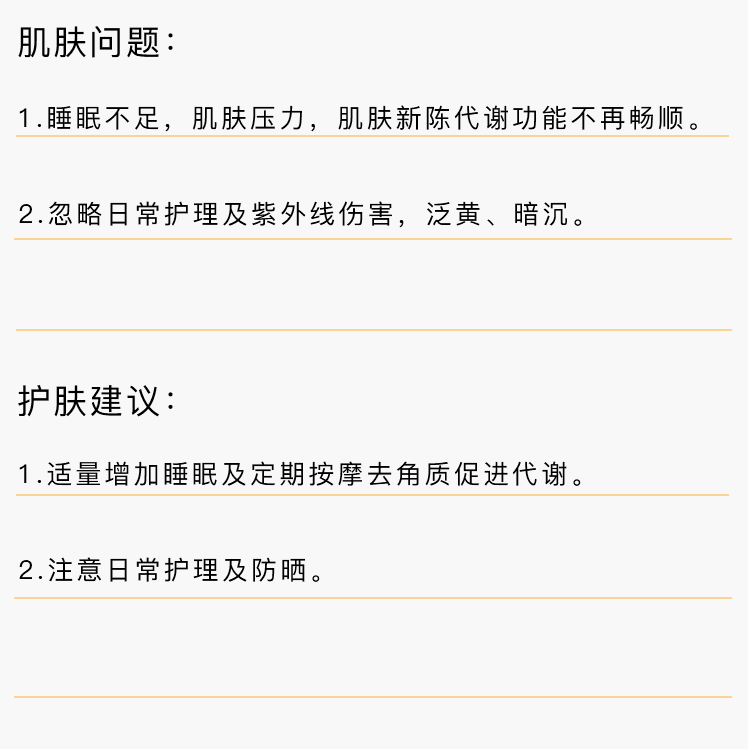 肌肤问题：
1.睡眠不足，肌肤压力，肌肤新陈代谢功能不再畅顺。
2.忽略日常护理及紫外线伤害，泛黄、暗沉。
护肤建议：
1.适量增加睡眠及定期按摩去角质促进代谢。
2.注意日常护理及防晒。